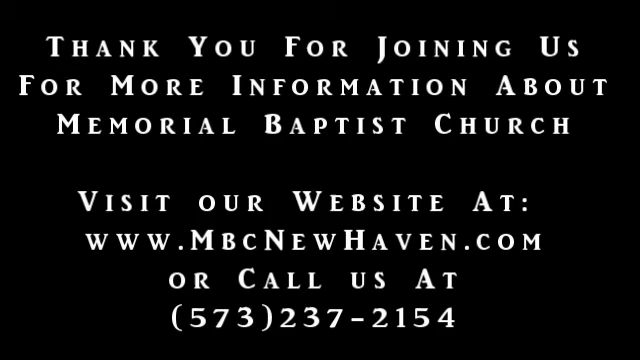 Thank You For Joining Us
For More Information About
Memorial Baptist Church
Visit our Website At:
www.MbcNewHaven.com
or Call us At
(573)237-2154